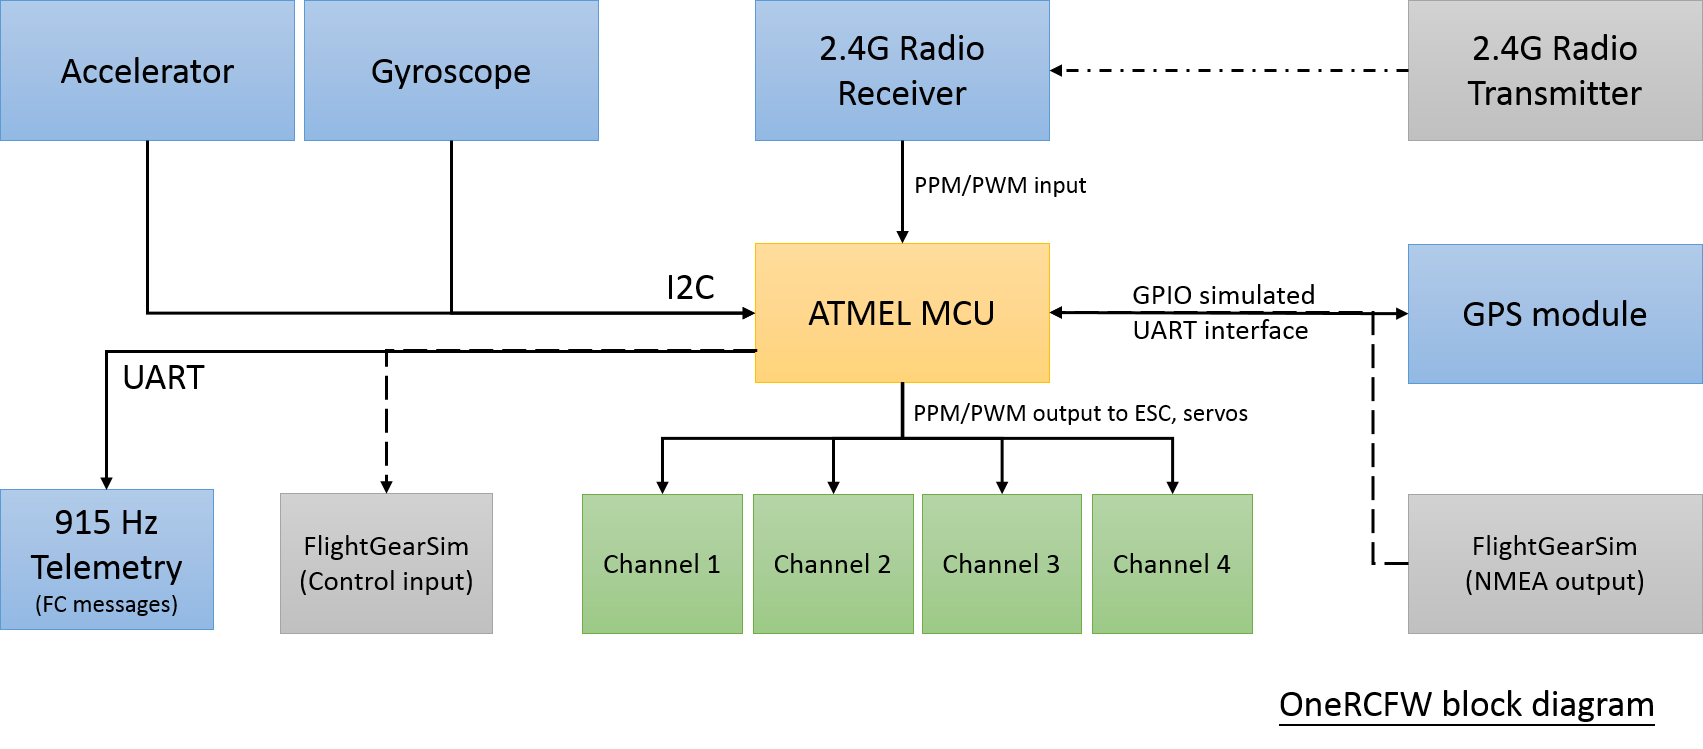 Accelerator
Gyroscope
2.4G Radio
Receiver
2.4G Radio
Transmitter
PPM/PWM input
I2C
ATMEL MCU
GPIO simulated
UART interface
GPS module
UART
PPM/PWM output to ESC, servos
915 Hz
Telemetry
(FC messages)
FlightGearSim
(Control input)
Channel 1
Channel 2
Channel 3
Channel 4
FlightGearSim
(NMEA output)
OneRCFW block diagram